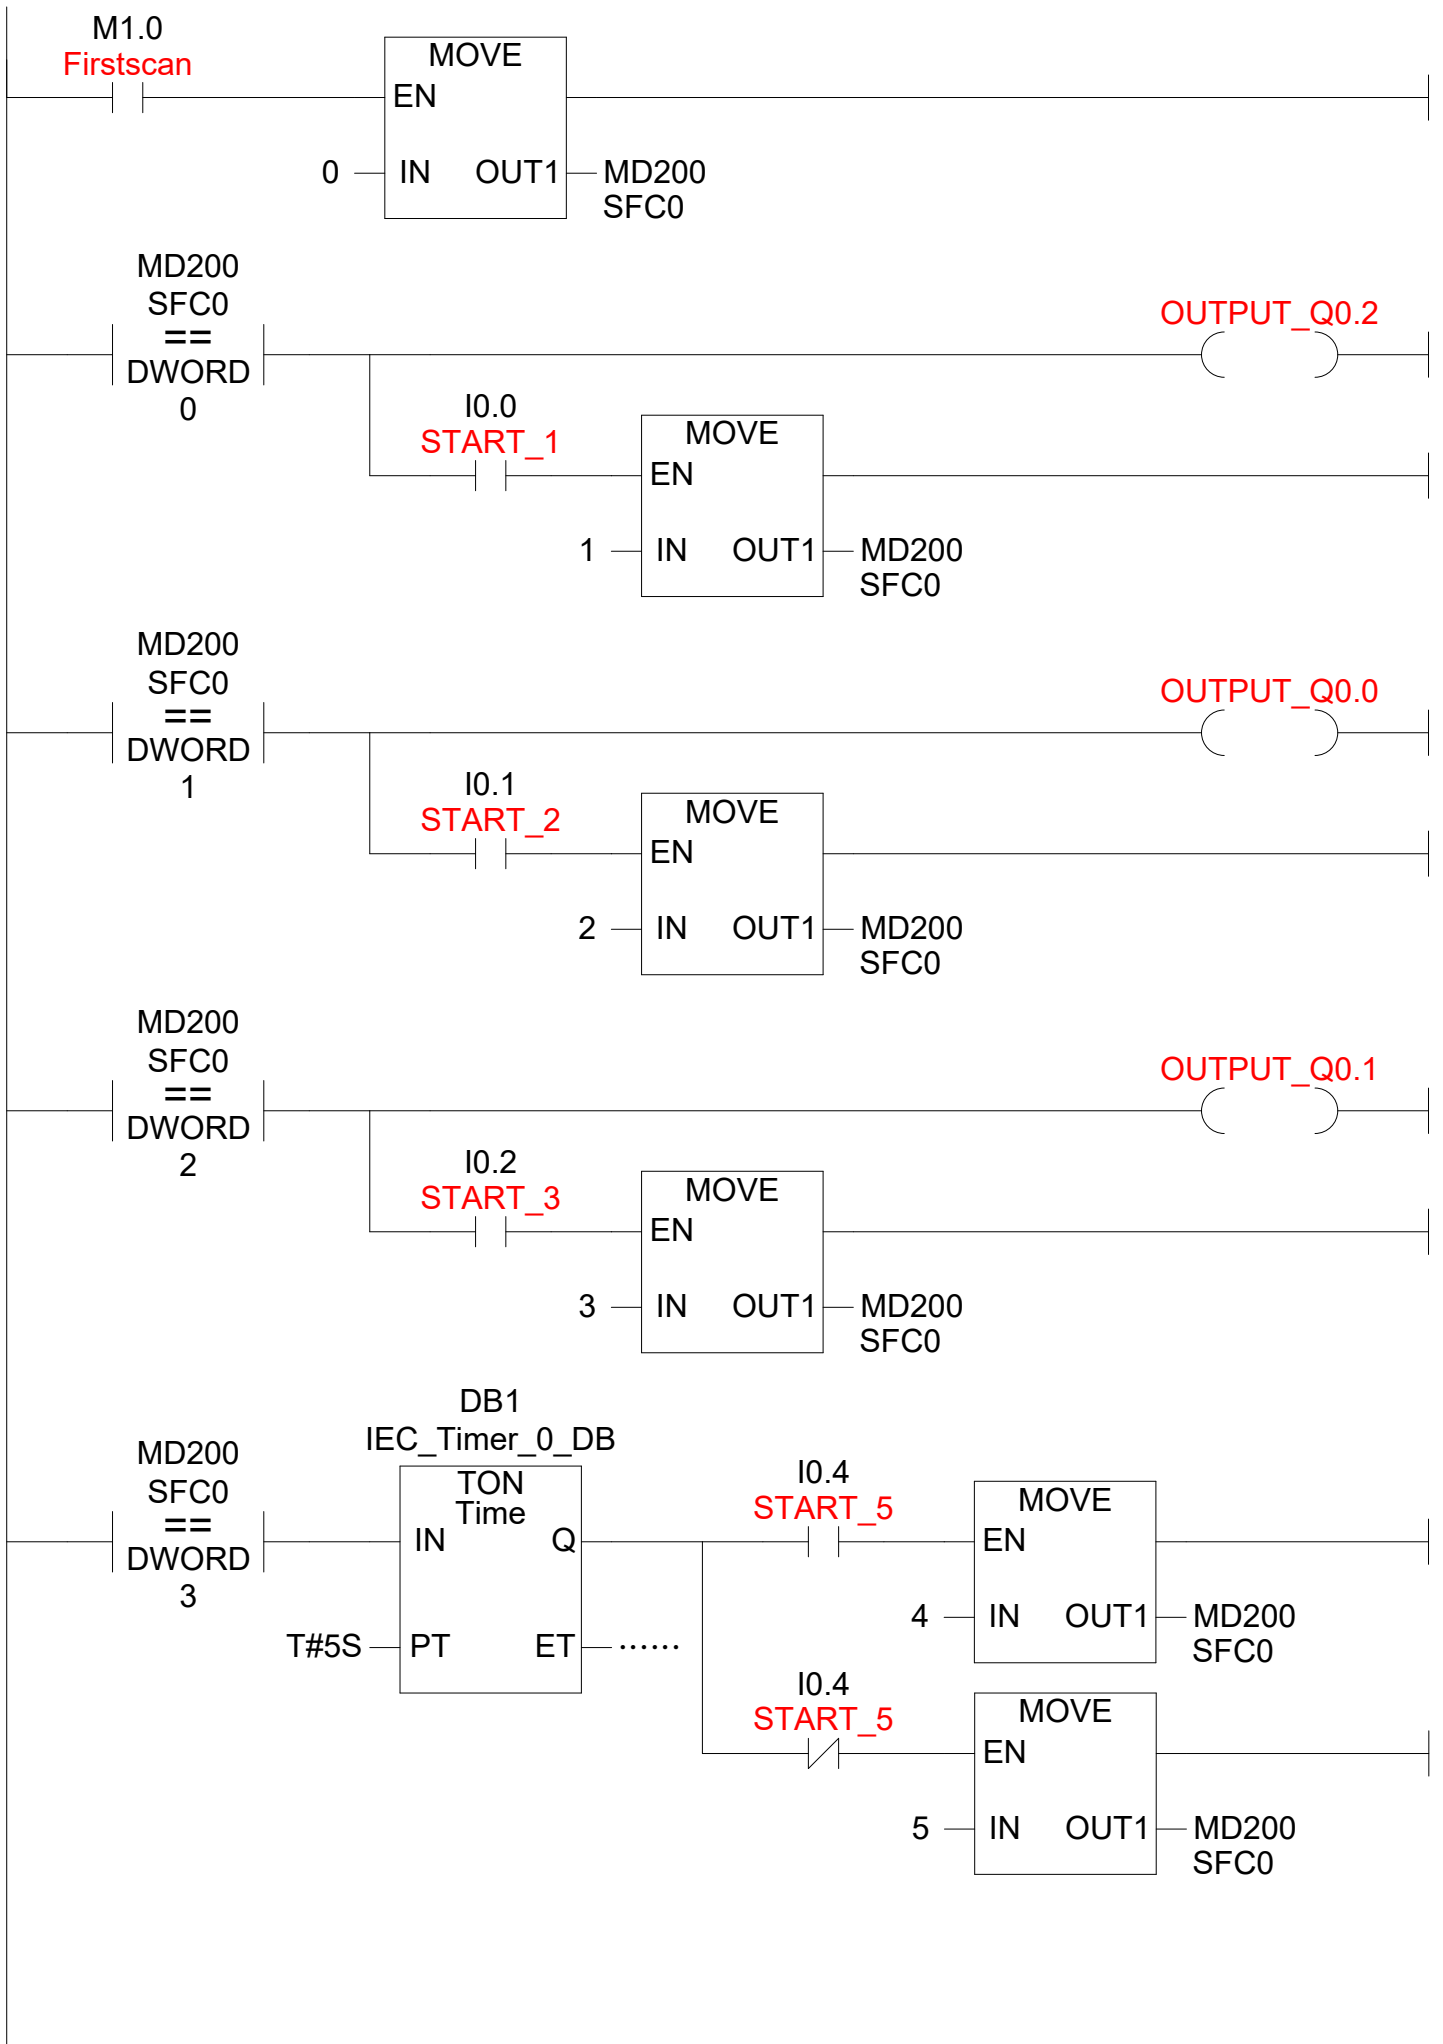 M1.0
Firstscan
MOVE
EN
0
IN OUT1
MD200
SFC0
MD200
SFC0
==
DWORD
0
OUTPUT_Q0.2
I0.0
START_1
MOVE
EN
1
IN OUT1
MD200
SFC0
MD200
SFC0
==
DWORD
1
OUTPUT_Q0.0
I0.1
START_2
MOVE
EN
2
IN OUT1
MD200
SFC0
MD200
SFC0
==
DWORD
2
OUTPUT_Q0.1
I0.2
START_3
MOVE
EN
3
IN OUT1
MD200
SFC0
MD200
SFC0
==
DWORD
3
DB1
IEC_Timer_0_DB
TON
Time
IN Q
T#5S
PT ET
......
I0.4
START_5
MOVE
EN
4
IN OUT1
MD200
SFC0
I0.4
START_5
MOVE
EN
5
IN OUT1
MD200
SFC0